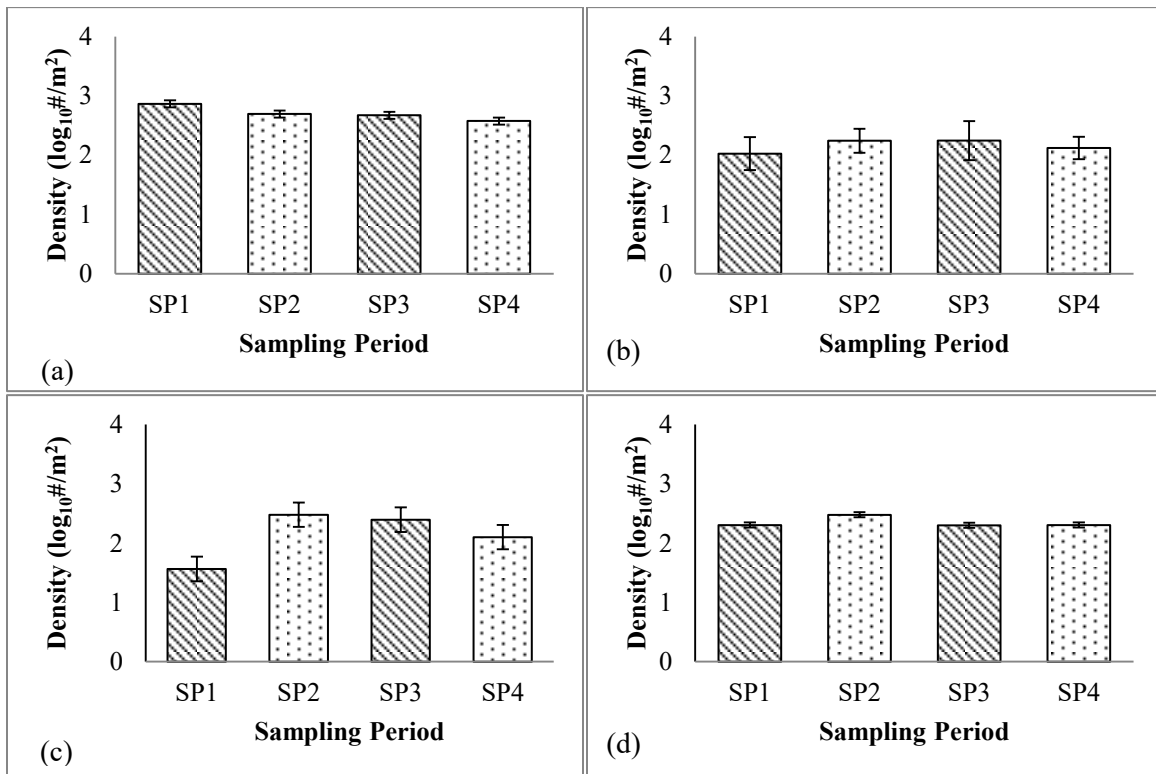 Density (log₁₀#/m²)
4
3
2
1
0
SP1 SP2 SP3 SP4
Sampling Period
(a)
Density (log₁₀#/m²)
4
3
2
1
0
SP1 SP2 SP3 SP4
Sampling Period
(b)
Density (log₁₀#/m²)
4
3
2
1
0
SP1 SP2 SP3 SP4
Sampling Period
(c)
Density (log₁₀#/m²)
4
3
2
1
0
SP1 SP2 SP3 SP4
Sampling Period
(d)